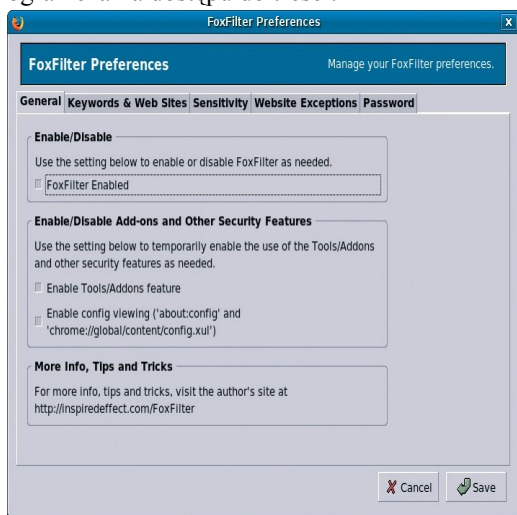 FoxFilter Preferences
x
FoxFilter Preferences
Manage your FoxFilter preferences.
General Keywords & Web Sites Sensitivity Website Exceptions Password
Enable/Disable
Use the setting below to enable or disable FoxFilter as needed.
FoxFilter Enabled
Enable/Disable Add-ons and Other Security Features
Use the setting below to temporarily enable the use of the Tools/Addons
and other security features as needed.
Enable Tools/Addons feature
Enable config viewing ('about:config' and
'chrome://global/content/config.xul')
More Info, Tips and Tricks
For more info, tips and tricks, visit the author's site at
http://inspiredeffect.com/FoxFilter
Cancel Save